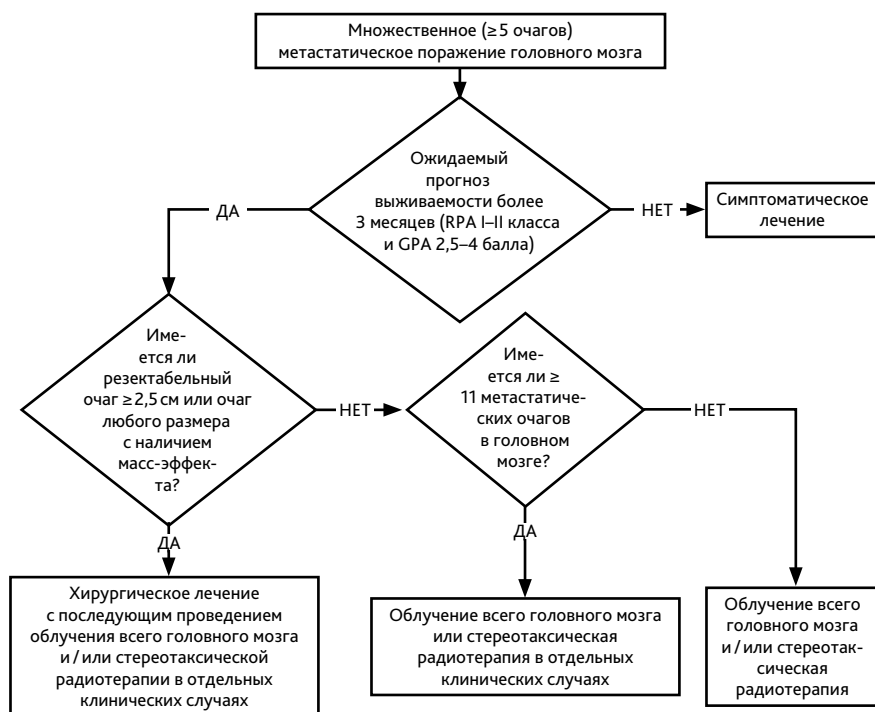 Множественное (≥5 очагов)
метастатическое поражение головного мозга
Ожидаемый
прогноз
выживаемости более
3 месяцев (RPA I–II класса
и GPA 2,5–4 балла)
ДА
НЕТ
Симптоматическое
лечение
Име-
ется ли
резектабельный
очаг ≥2,5 см или очаг
любого размера
с наличием
масс-эффек-
та?
НЕТ
Име-
ется ли ≥
11 метастатиче-
ских очагов
в головном
мозге?
НЕТ
ДА
ДА
Хирургическое лечение
с последующим проведением
облучения всего головного мозга
и / или стереотаксической
радиотерапии в отдельных
клинических случаях
Облучение всего головного мозга
или стереотаксическая
радиотерапия в отдельных
клинических случаях
Облучение всего
головного мозга
и / или стереотак-
сическая
радиотерапия